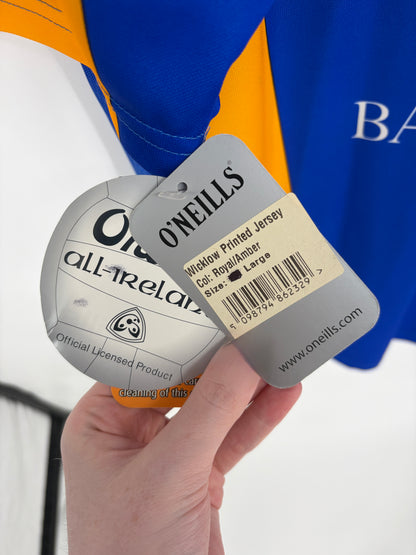 BA
O'NEILLS
Wicklow Printed Jersey
Col: Royal/Amber
Size: Large
5 098794 862329 >
www.oneills.com
all-Irelan
Official Licensed Product
cleaning of this